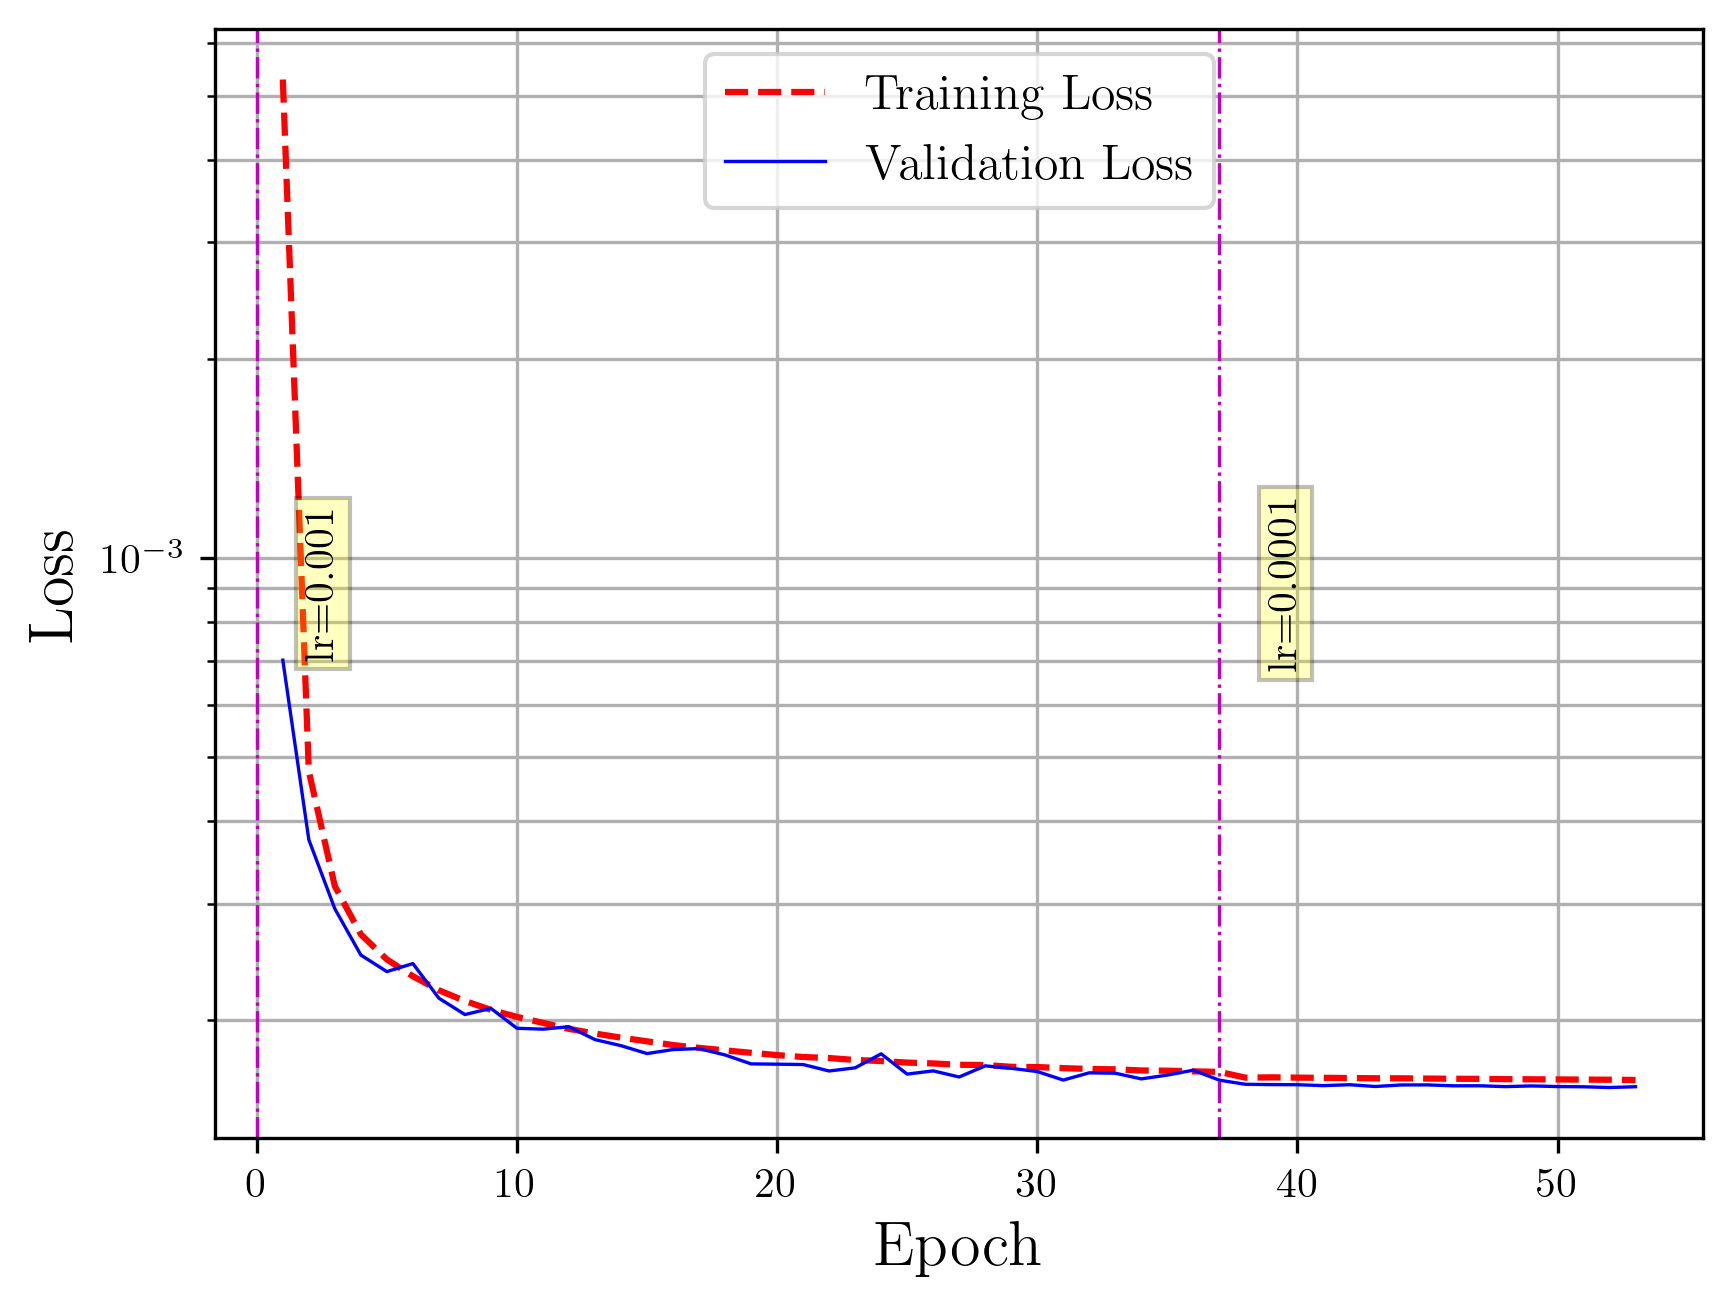 Training Loss
Validation Loss
Loss
10⁻³
lr=0.001
lr=0.0001
0 10 20 30 40 50
Epoch